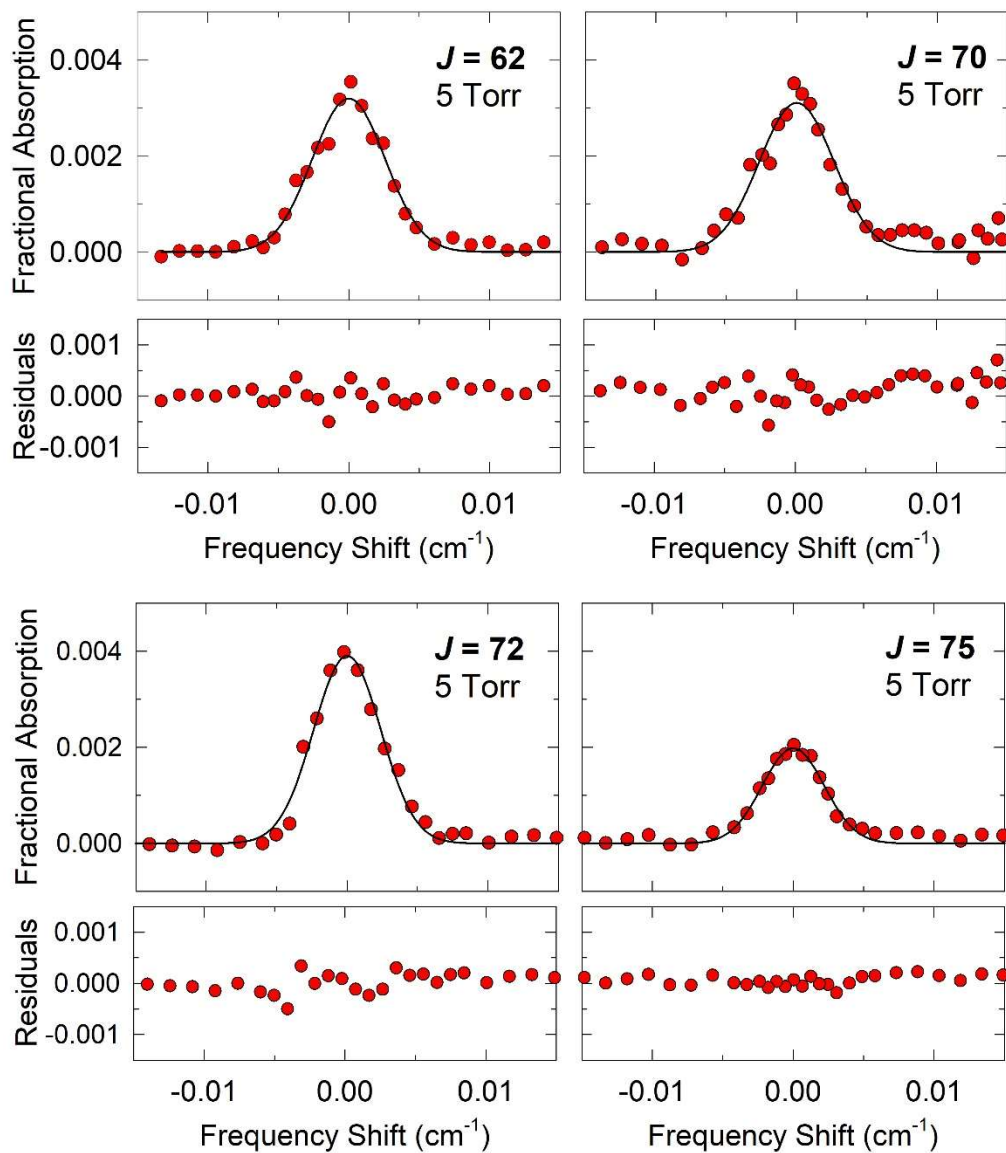 Fractional Absorption
0.004
0.002
0.000
J = 62
5 Torr
J = 70
5 Torr
Residuals
0.001
0.000
-0.001
-0.01 0.00 0.01
Frequency Shift (cm-1)
-0.01 0.00 0.01
Frequency Shift (cm-1)
Fractional Absorption
0.004
0.002
0.000
J = 72
5 Torr
J = 75
5 Torr
Residuals
0.001
0.000
-0.001
-0.01 0.00 0.01
Frequency Shift (cm-1)
-0.01 0.00 0.01
Frequency Shift (cm-1)